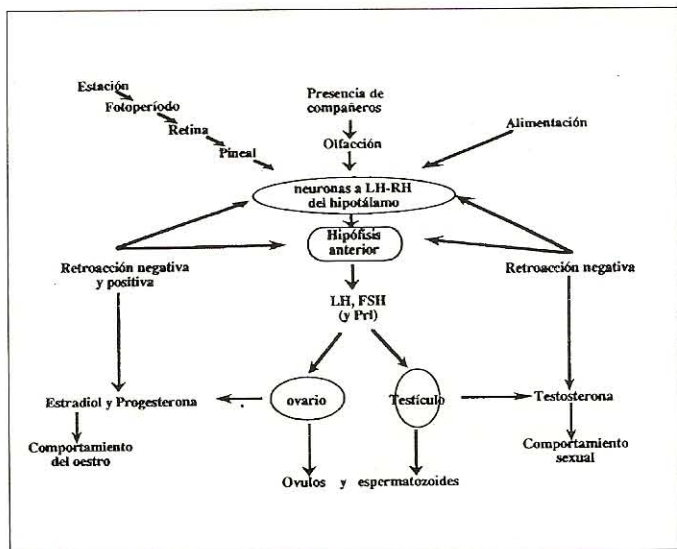 Estación
Fotoperíodo
Retina
Pineal
Presencia de
compañeros
Olfacción
Alimentación
neuronas a LH-RH
del hipotálamo
Hipófisis
anterior
Retroacción negativa
y positiva
Retroacción negativa
LH, FSH
(y Prl)
Estradiol y Progesterona
ovario
Testículo
Testosterona
Comportamiento
del oestro
Comportamiento
sexual
Ovulos y espermatozoides